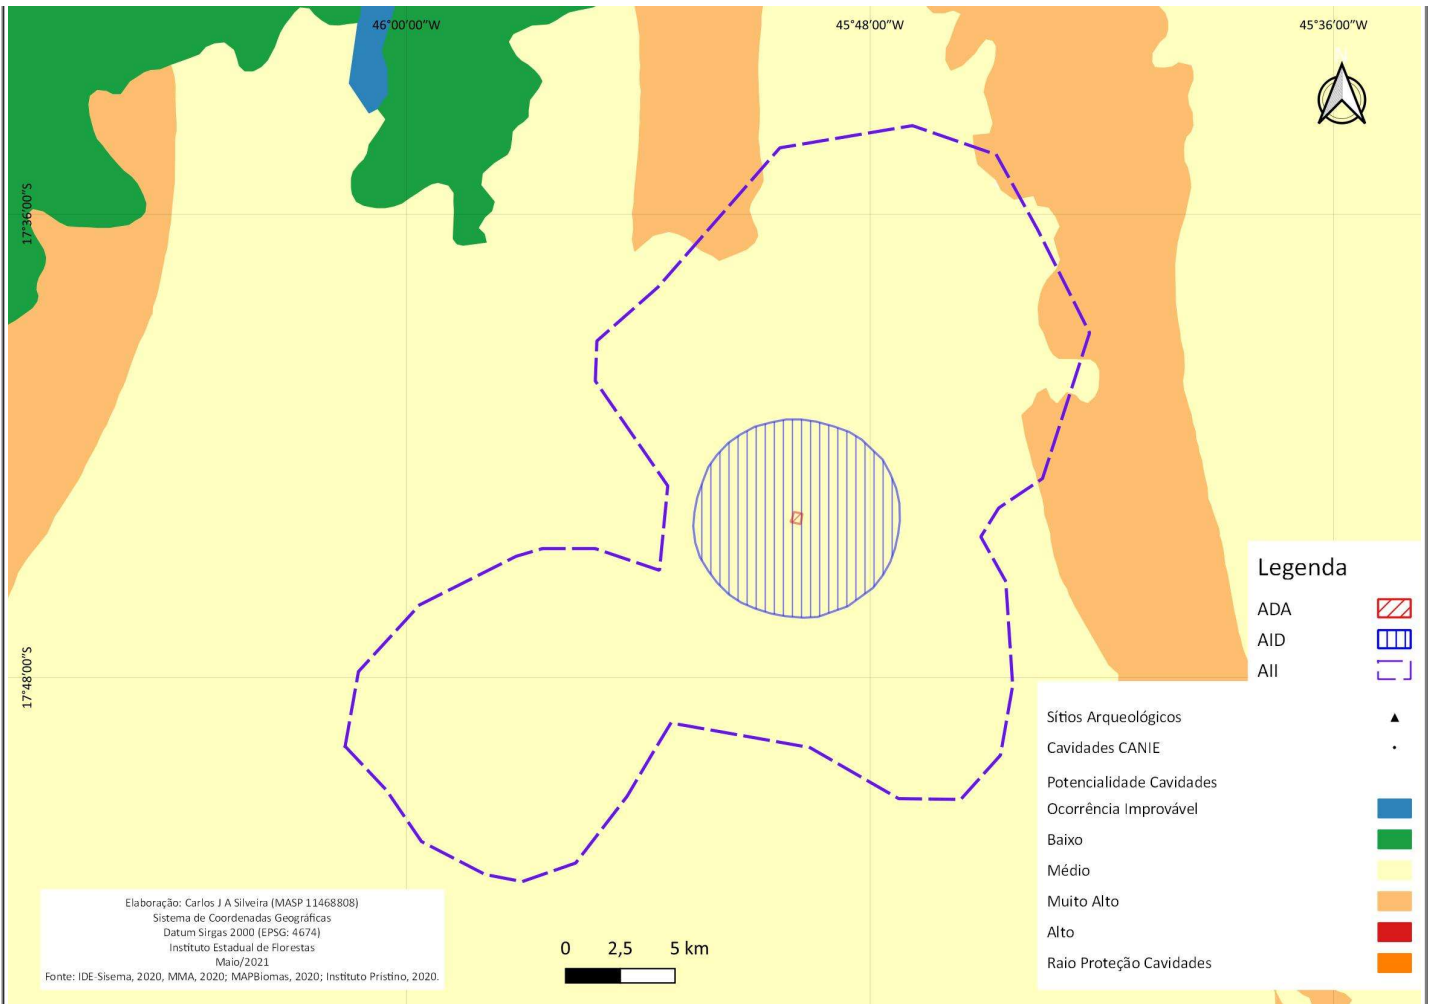 46°00'00"W
45°48'00"W
45°36'00"W
17°36'00"S
17°48'00"S
Legenda
ADA
AID
AII
Sítios Arqueológicos
Cavidades CANIE
Potencialidade Cavidades
Ocorrência Improvável
Baixo
Médio
Muito Alto
Alto
Raio Proteção Cavidades
Elaboração: Carlos J A Silveira (MASP 11468808)
Sistema de Coordenadas Geográficas
Datum Sirgas 2000 (EPSG: 4674)
Instituto Estadual de Florestas
Maio/2021
Fonte: IDE-Sisema, 2020, MMA, 2020; MAPBiomas, 2020; Instituto Pristino, 2020.
0 2,5 5 km